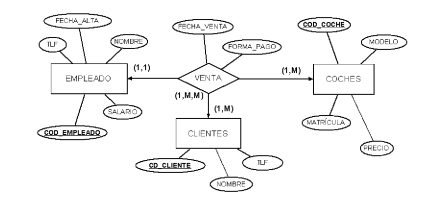 FECHA_ALTA
TLF
NOMBRE
FECHA_VENTA
FORMA_PAGO
COD_COCHE
MODELO
EMPLEADO
(1,1)
VENTA
(1,M)
COCHES
(1,M,M)
(1,M)
SALARIO
COD_EMPLEADO
CLIENTES
MATRÍCULA
PRECIO
CD_CLIENTE
TLF
NOMBRE